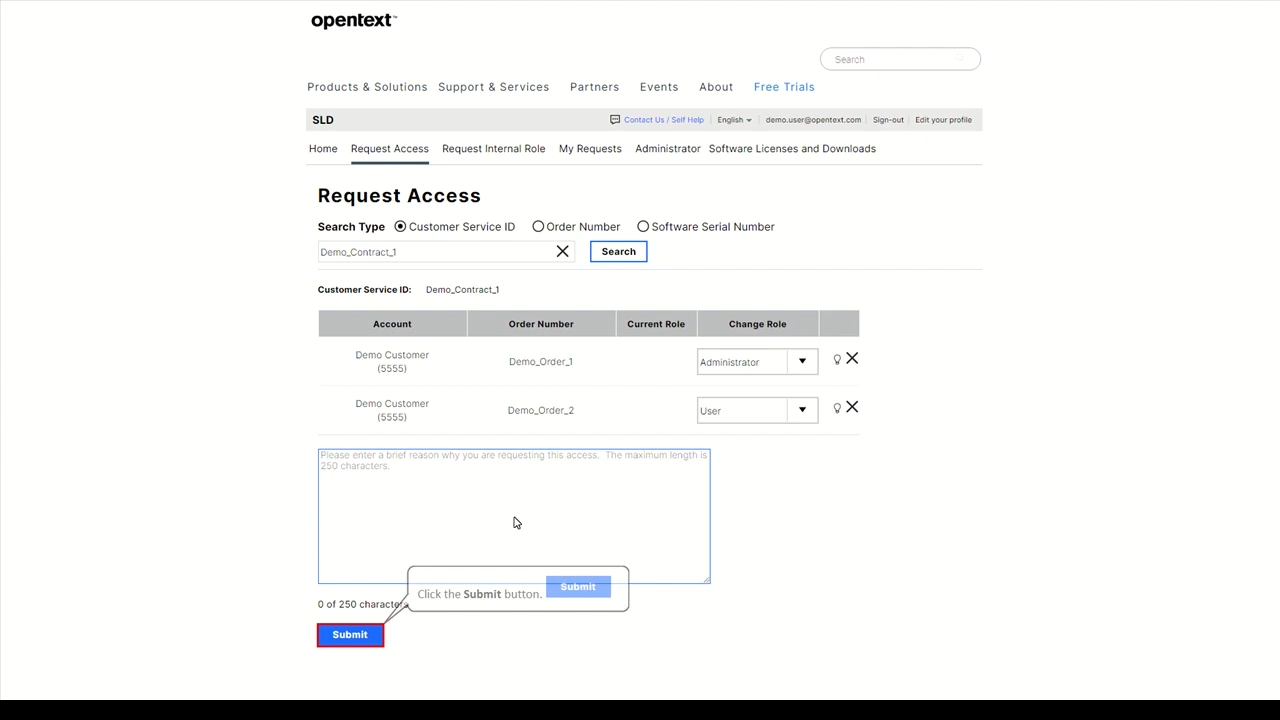 opentext™
Search
Products & Solutions Support & Services Partners Events About Free Trials
SLD Contact Us / Self Help English demo.user@opentext.com Sign-out Edit your profile
Home Request Access Request Internal Role My Requests Administrator Software Licenses and Downloads
Request Access
Search Type Customer Service ID Order Number Software Serial Number
Demo_Contract_1 Search
Customer Service ID: Demo_Contract_1
Account Order Number Current Role Change Role
Demo Customer
(5555) Demo_Order_1 Administrator
Demo Customer
(5555) Demo_Order_2 User
Please enter a brief reason why you are requesting this access. The maximum length is
250 characters.
Click the Submit button. Submit
0 of 250 characters
Submit